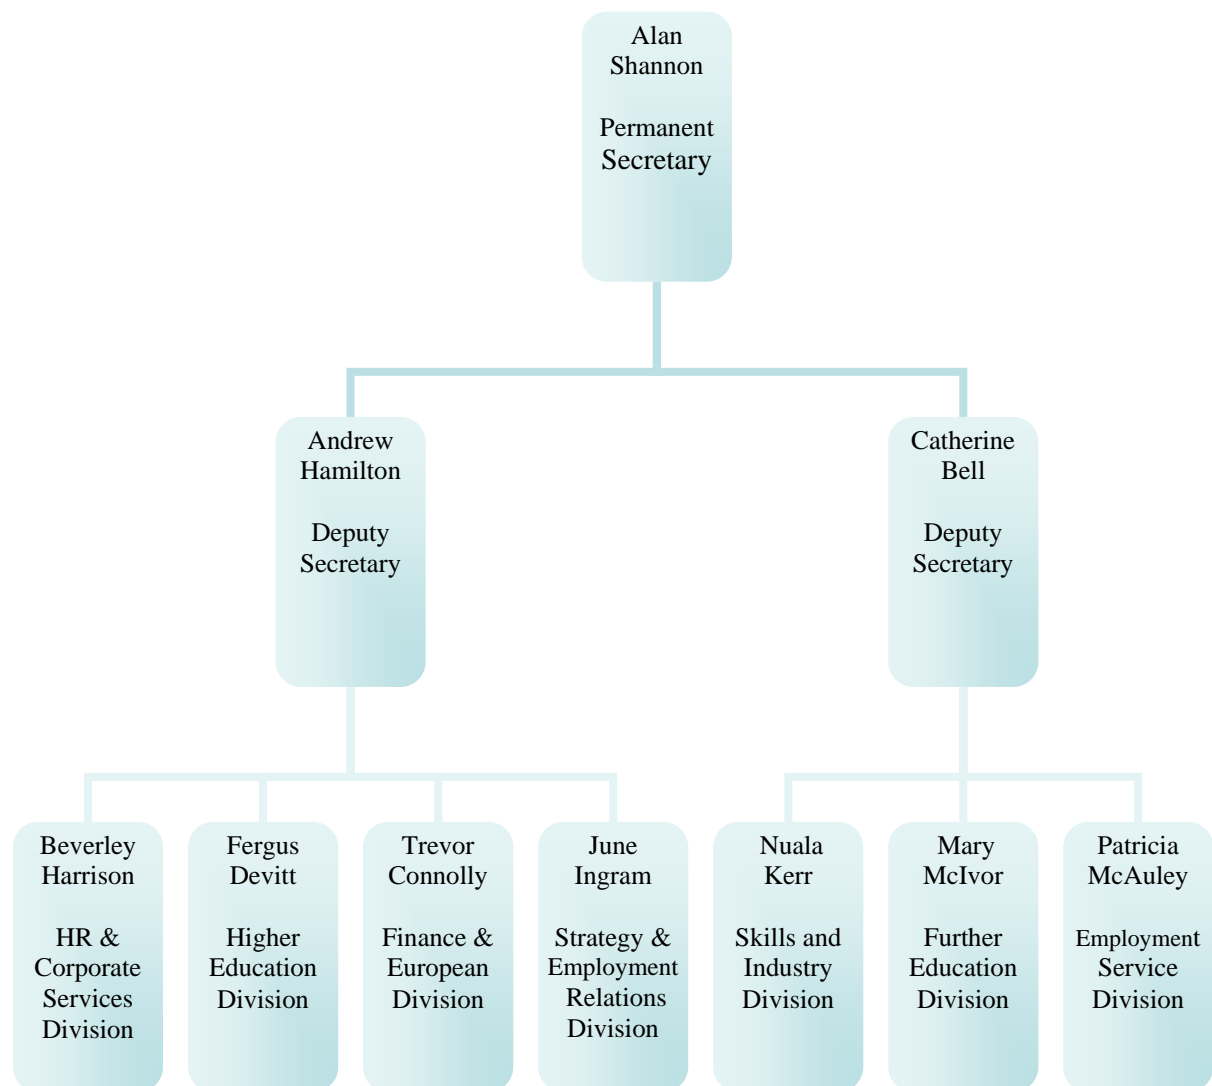 Alan
Shannon
Permanent
Secretary
Andrew
Hamilton
Deputy
Secretary
Catherine
Bell
Deputy
Secretary
Beverley
Harrison
HR &
Corporate
Services
Division
Fergus
Devitt
Higher
Education
Division
Trevor
Connolly
Finance &
European
Division
June
Ingram
Strategy &
Employment
Relations
Division
Nuala
Kerr
Skills and
Industry
Division
Mary
McIvor
Further
Education
Division
Patricia
McAuley
Employment
Service
Division